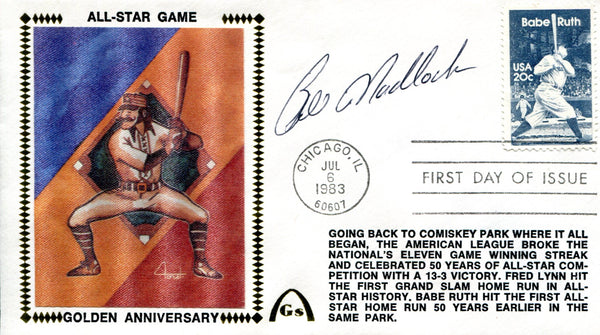 ALL-STAR GAME
GOLDEN ANNIVERSARY
Bill Madlock
Babe Ruth
USA
20c
CHICAGO, IL
JUL
6
1983
60607
FIRST DAY OF ISSUE
GOING BACK TO COMISKEY PARK WHERE IT ALL
BEGAN, THE AMERICAN LEAGUE BROKE THE
NATIONAL'S ELEVEN GAME WINNING STREAK
AND CELEBRATED 50 YEARS OF ALL-STAR COM-
PETITION WITH A 13-3 VICTORY. FRED LYNN HIT
THE FIRST GRAND SLAM HOME RUN IN ALL-
STAR HISTORY. BABE RUTH HIT THE FIRST ALL-
STAR HOME RUN 50 YEARS EARLIER IN THE
SAME PARK.
Gs